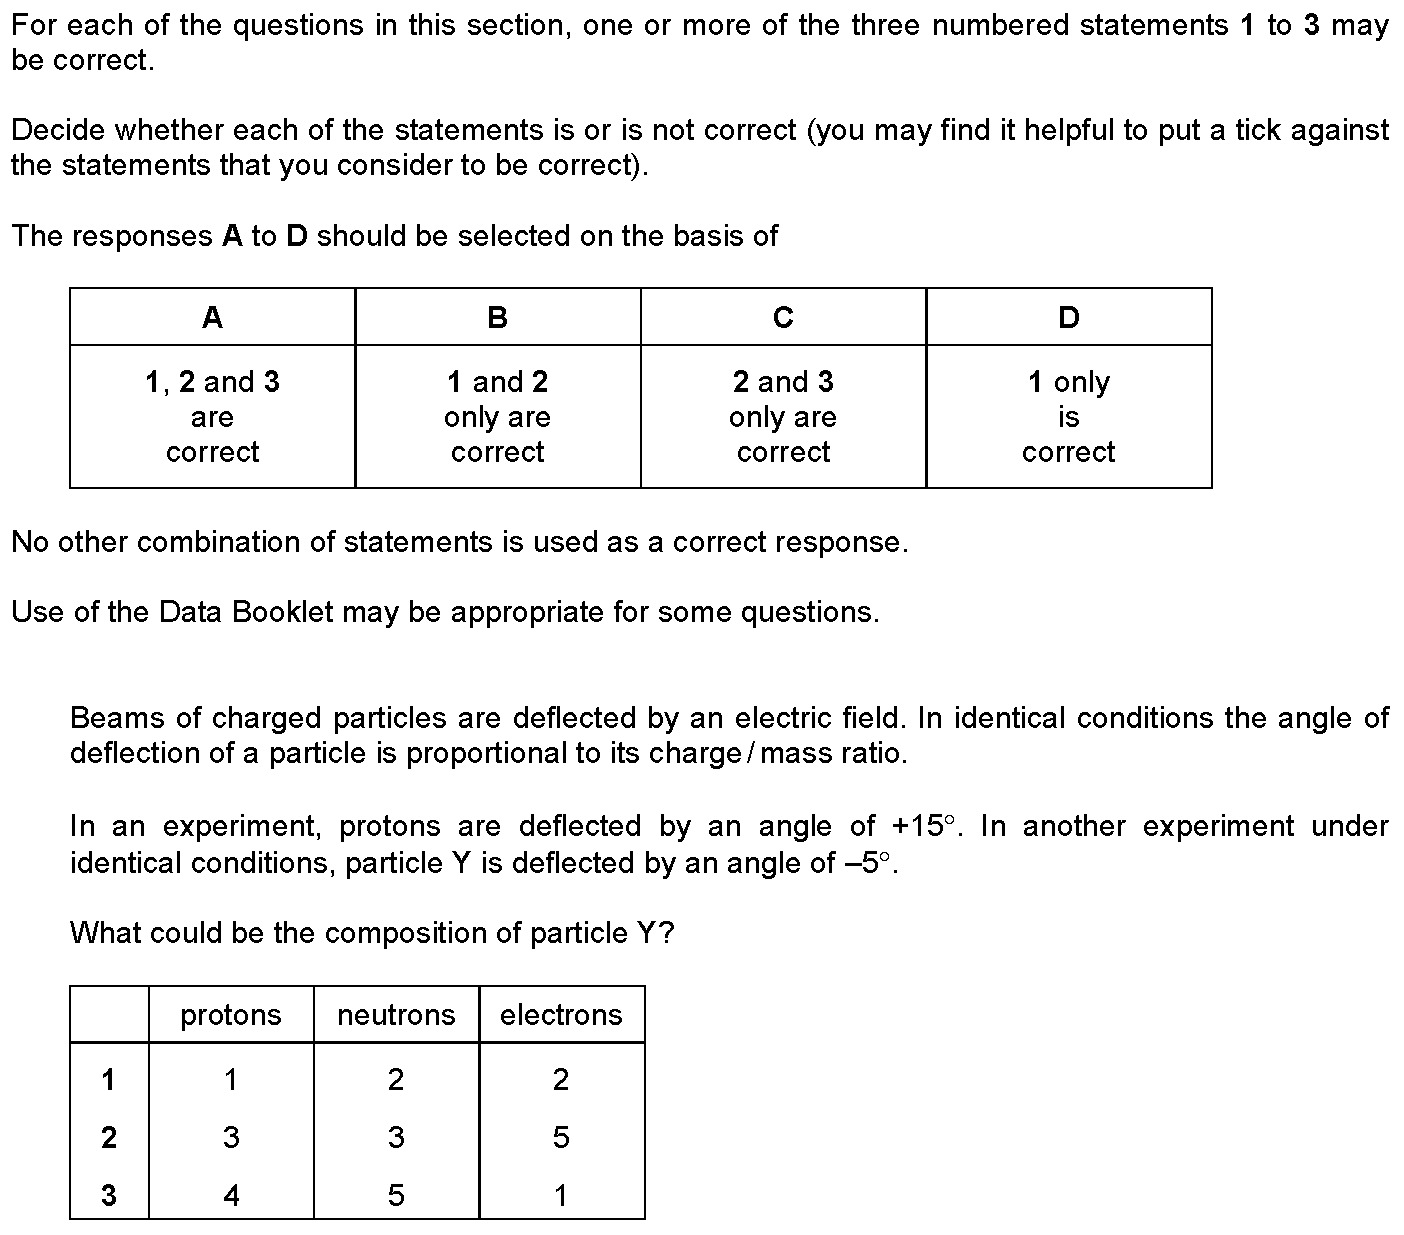 For each of the questions in this section, one or more of the three numbered statements 1 to 3 may
be correct.
Decide whether each of the statements is or is not correct (you may find it helpful to put a tick against
the statements that you consider to be correct).
The responses A to D should be selected on the basis of
A B C D
1, 2 and 3 1 and 2 2 and 3 1 only
are only are only are is
correct correct correct correct
No other combination of statements is used as a correct response.
Use of the Data Booklet may be appropriate for some questions.
Beams of charged particles are deflected by an electric field. In identical conditions the angle of
deflection of a particle is proportional to its charge/mass ratio.
In an experiment, protons are deflected by an angle of +15°. In another experiment under
identical conditions, particle Y is deflected by an angle of –5°.
What could be the composition of particle Y?
protons neutrons electrons
1 1 2 2
2 3 3 5
3 4 5 1